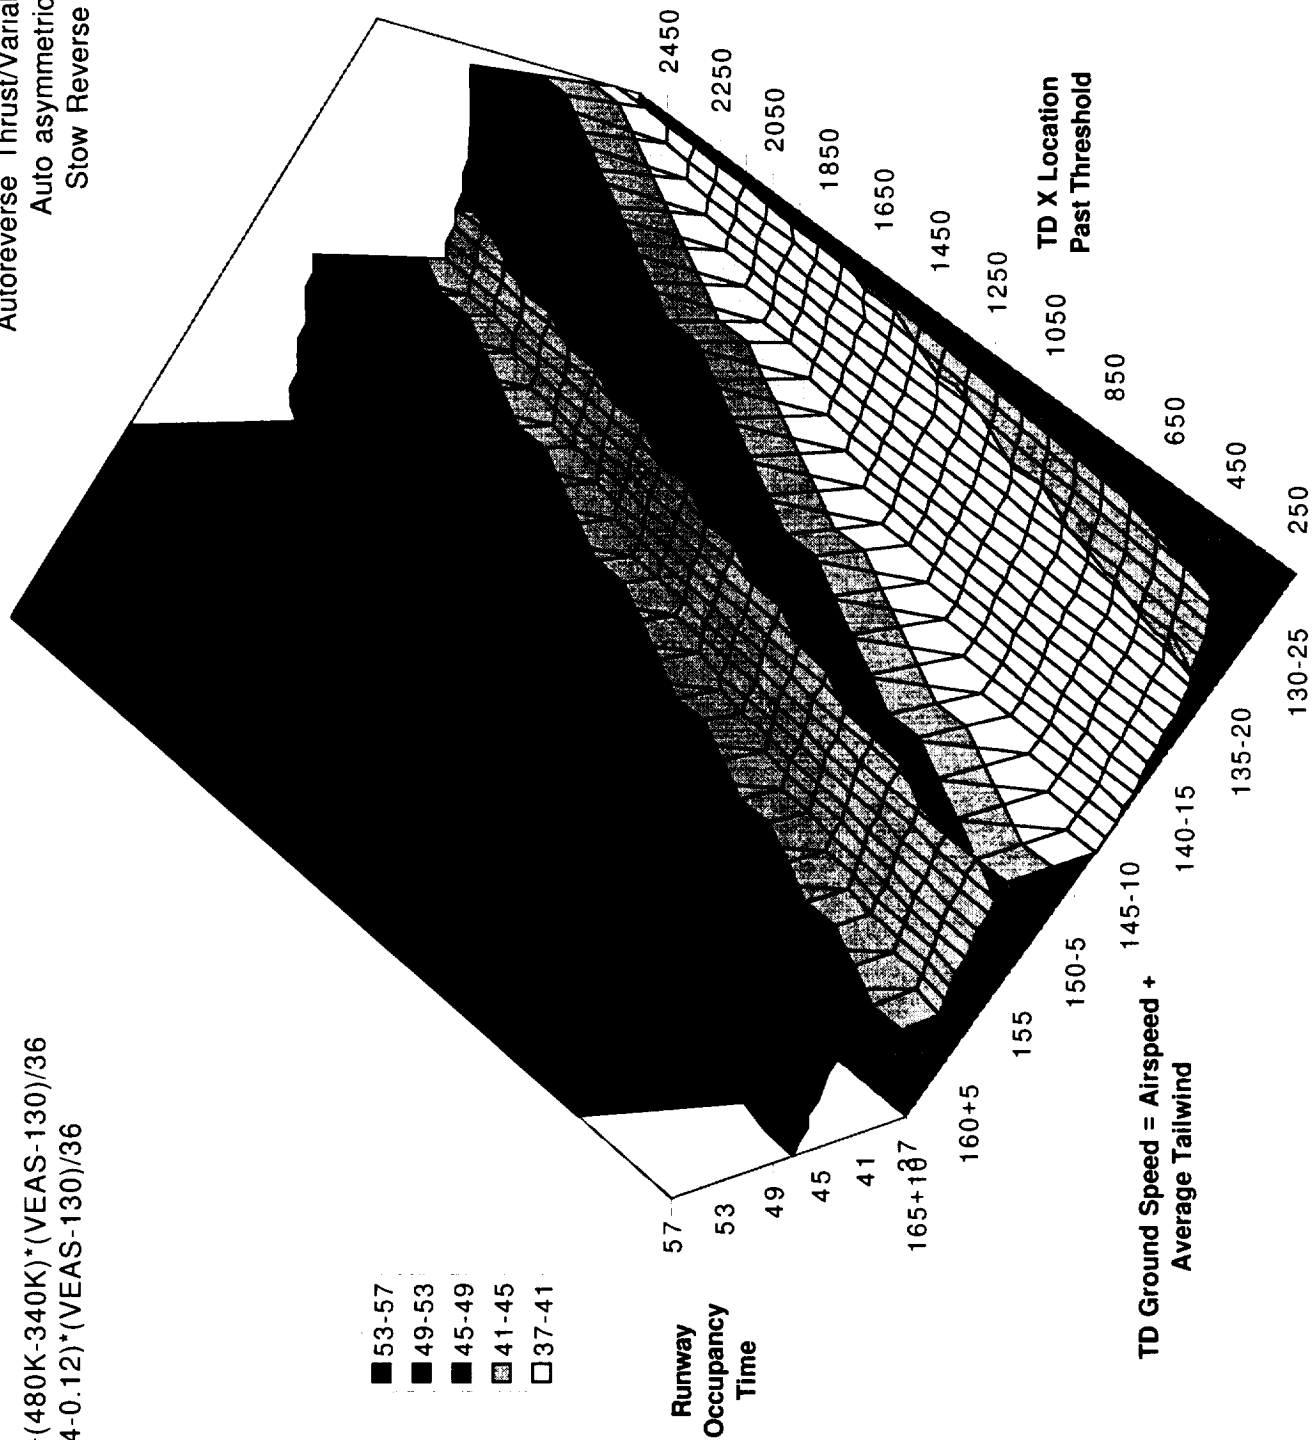 Autoreverse Thrust/Varia
Auto asymmetric
Stow Reverse
(480K-340K)*(VEAS-130)/36
4-0.12)*(VEAS-130)/36
53-57
49-53
45-49
41-45
37-41
Runway
Occupancy
Time
57
53
49
45
41
37
165+10
160+5
155
150-5
145-10
140-15
135-20
130-25
TD Ground Speed = Airspeed +
Average Tailwind
250
450
650
850
1050
1250
1450
1650
1850
2050
2250
2450
TD X Location
Past Threshold